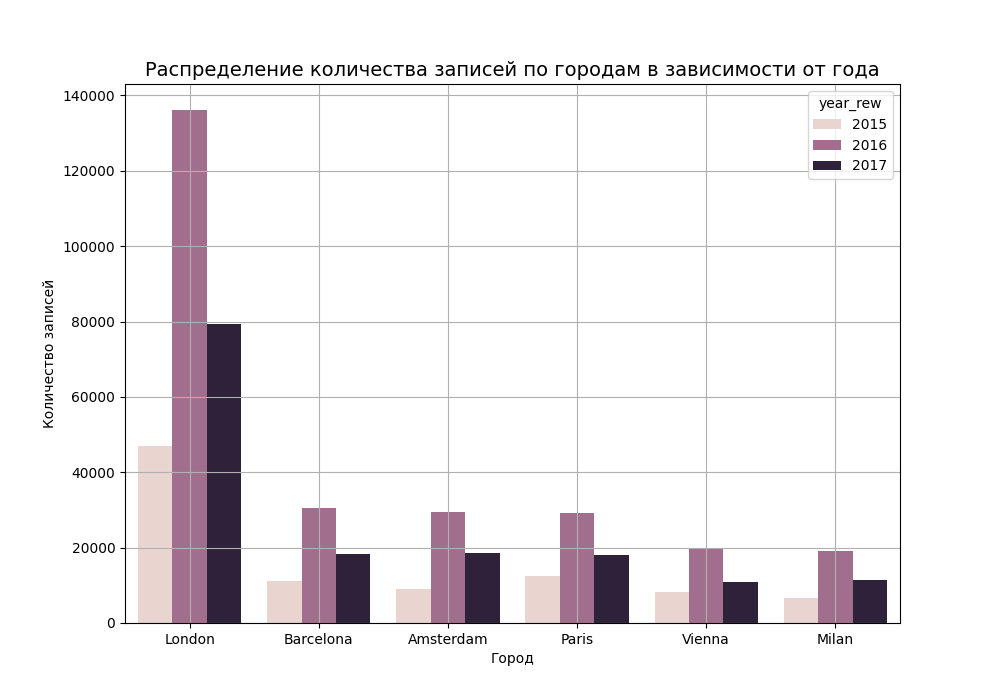 Распределение количества записей по городам в зависимости от года
year_rew
2015
2016
2017
Количество записей
140000
120000
100000
80000
60000
40000
20000
0
London Barcelona Amsterdam Paris Vienna Milan
Город